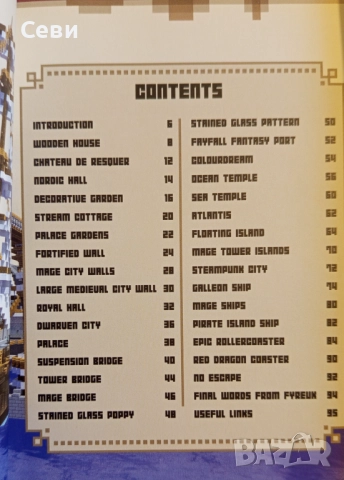 Севи
CONTENTS
INTRODUCTION 6
WOODEN HOUSE 8
CHATEAU DE RESQUER 12
NORDIC HALL 14
DECORATIVE GARDEN 16
STREAM COTTAGE 20
PALACE GARDENS 22
FORTIFIED WALL 24
MAGE CITY WALLS 28
LARGE MEDIEVAL CITY WALL 30
ROYAL HALL 32
DWARVEN CITY 36
PALACE 38
SUSPENSION BRIDGE 40
TOWER BRIDGE 44
MAGE BRIDGE 46
STAINED GLASS POPPY 48
STAINED GLASS PATTERN 50
FAYFALL FANTASY PORT 52
COLOURDREAM 54
OCEAN TEMPLE 56
SEA TEMPLE 60
ATLANTIS 62
FLOATING ISLAND 64
MAGE TOWER ISLANDS 70
STEAMPUNK CITY 72
GALLEON SHIP 74
MAGE SHIPS 80
PIRATE ISLAND SHIP 82
EPIC ROLLERCOASTER 84
RED DRAGON COASTER 90
NO ESCAPE 92
FINAL WORDS FROM FYREUK 94
USEFUL LINKS 95
BAZAR